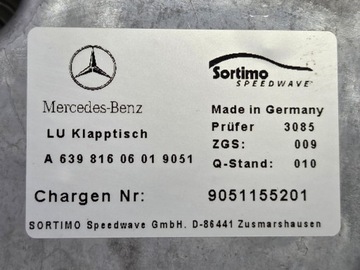 Sortimo
SPEEDWAVE
Mercedes-Benz
Made in Germany
LU Klapptisch
Prüfer 3085
ZGS: 009
A 639 816 06 01 9051
Q-Stand: 010
Chargen Nr: 9051155201
SORTIMO Speedwave GmbH. D-86441 Zusmarshausen